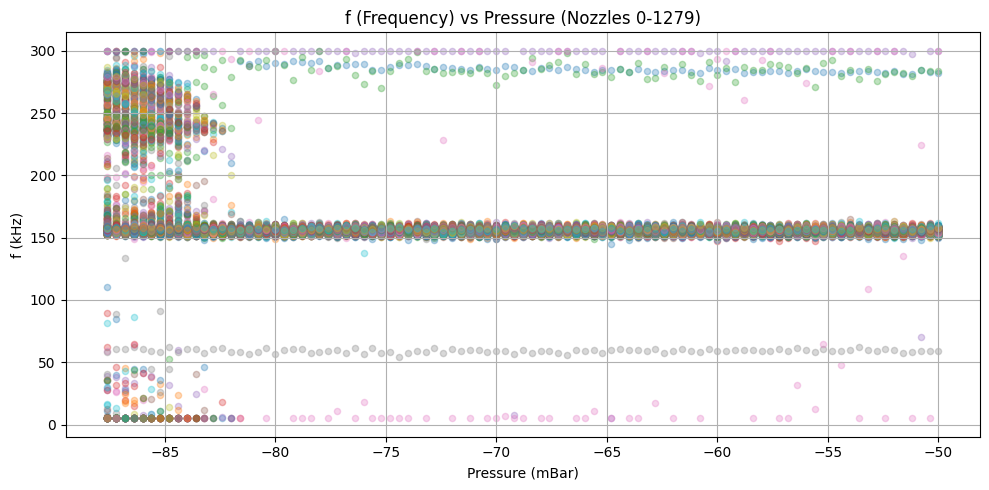 f (Frequency) vs Pressure (Nozzles 0-1279)
300
250
200
150
100
50
0
f (kHz)
−85 −80 −75 −70 −65 −60 −55 −50
Pressure (mBar)